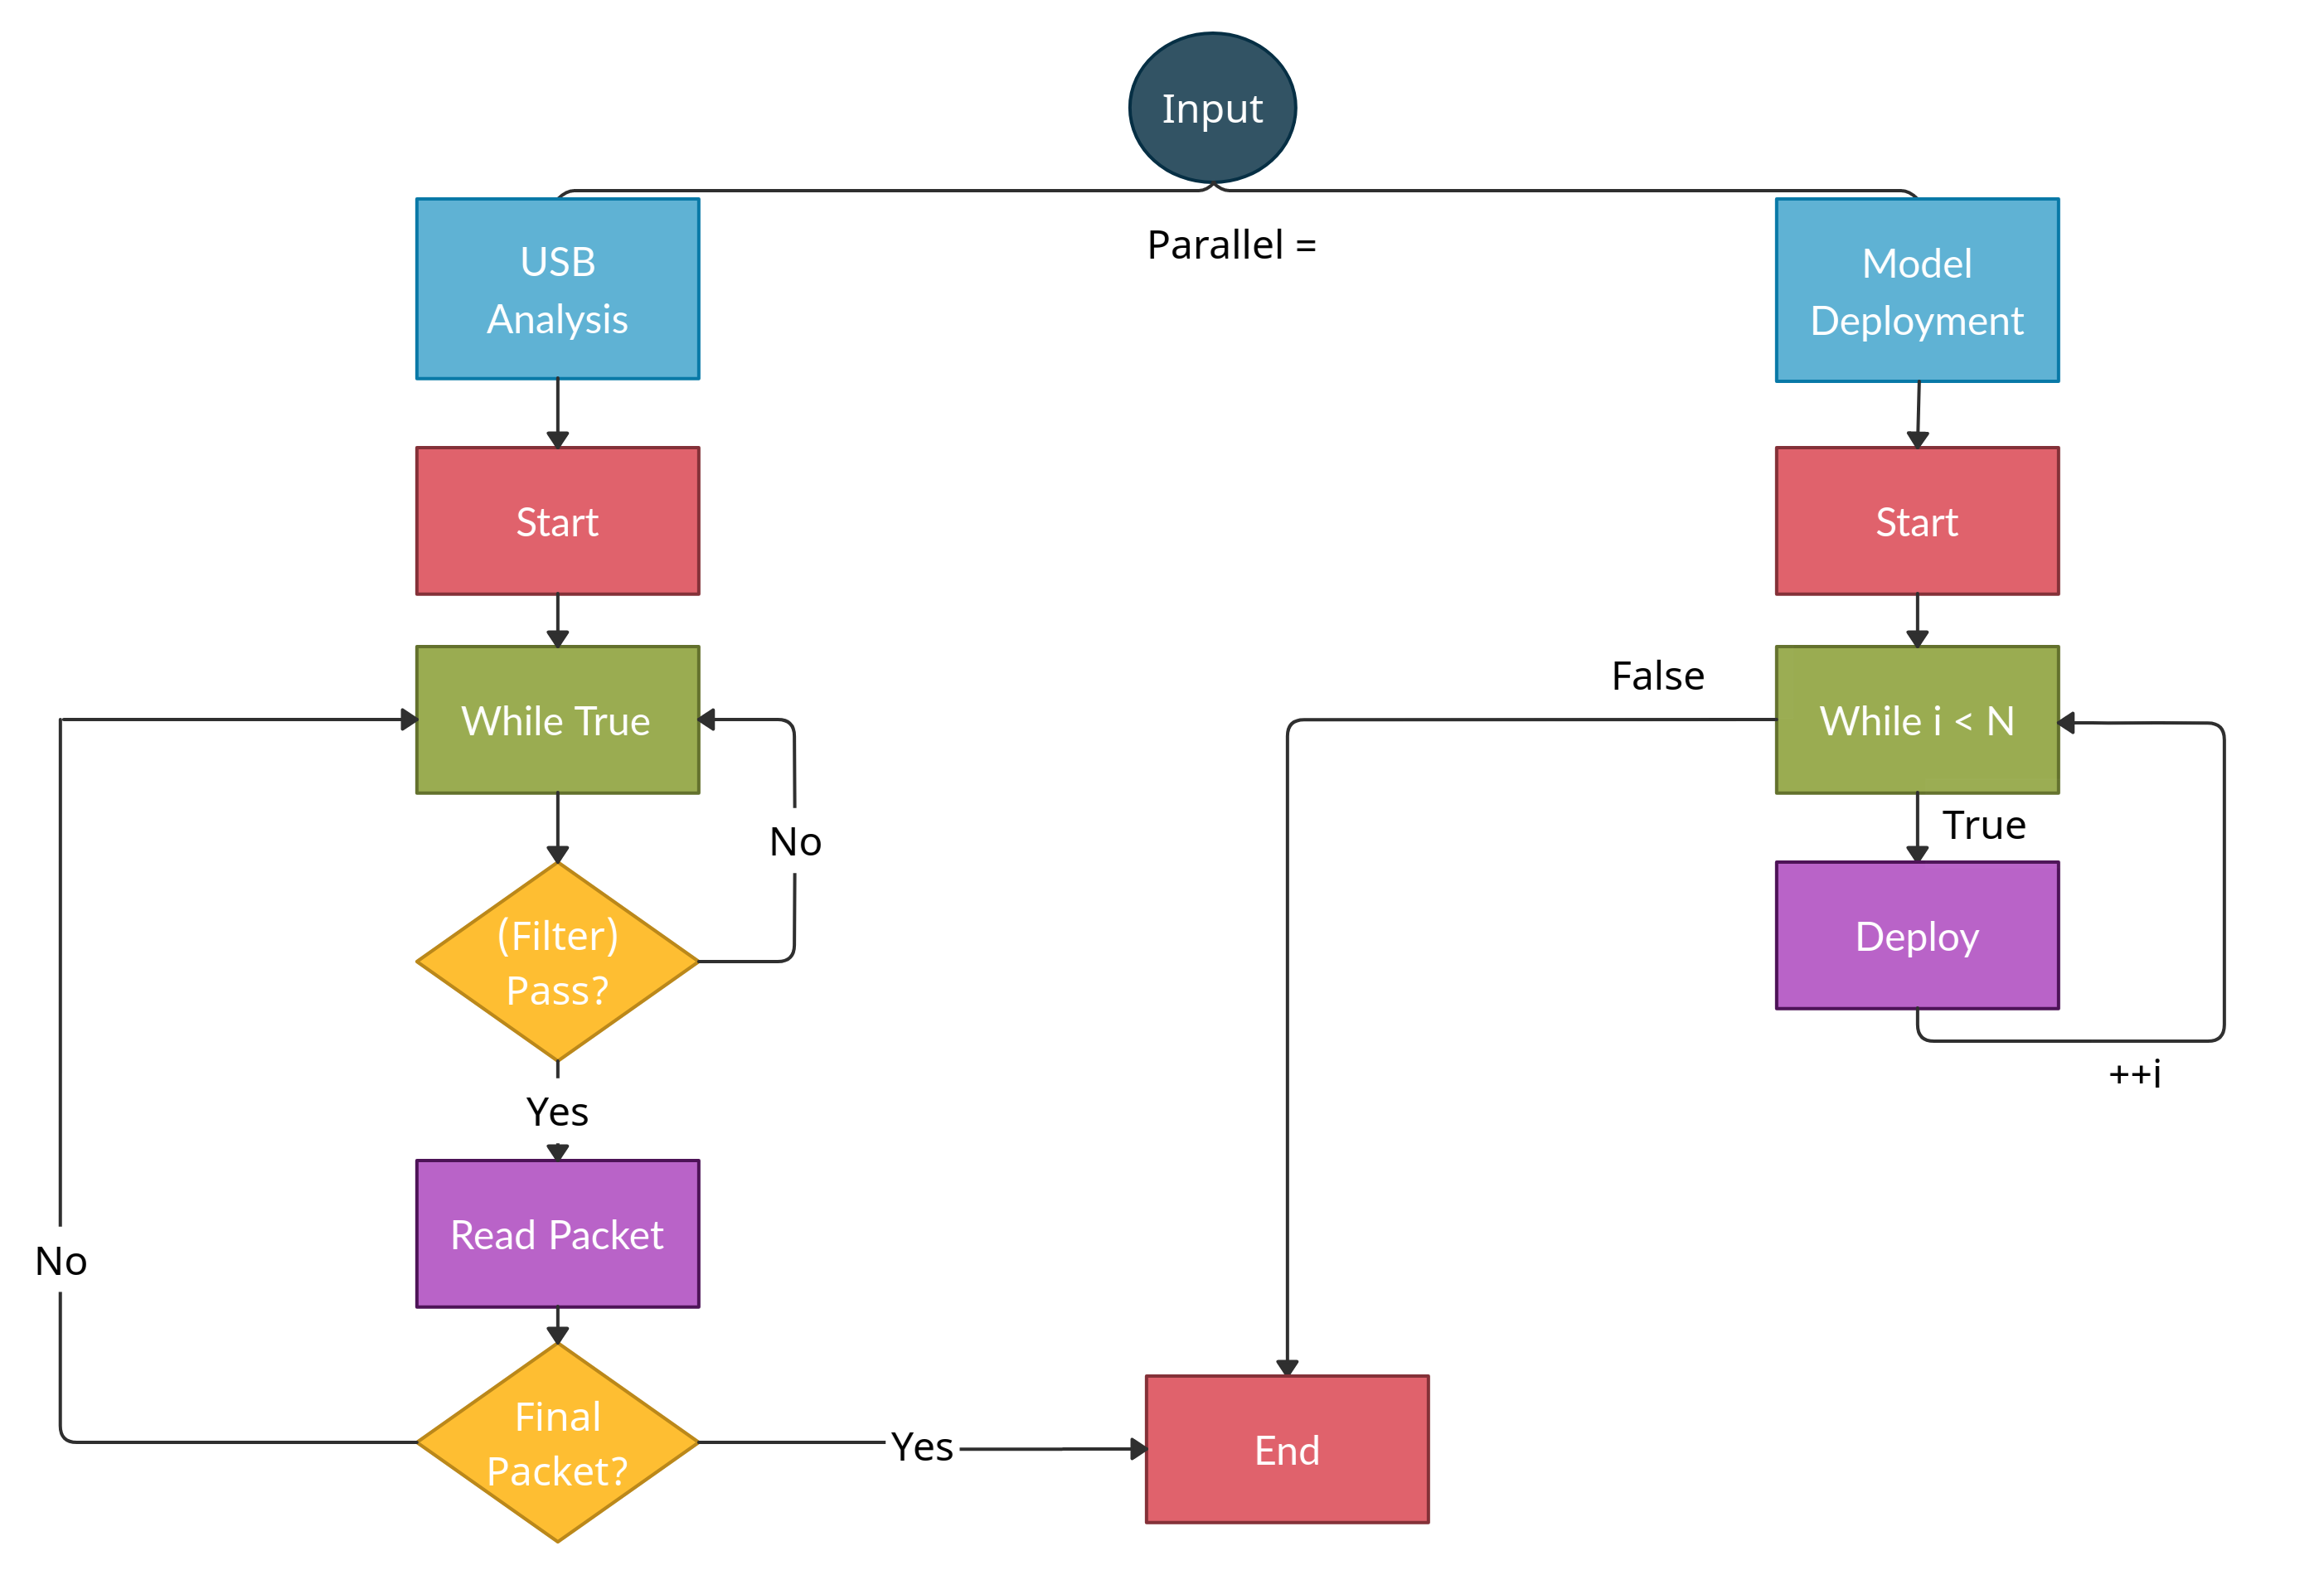 Input
Parallel =
USB
Analysis
Model
Deployment
Start
Start
While True
False
While i < N
True
No
(Filter)
Pass?
Deploy
++i
Yes
Read Packet
No
Final
Packet?
Yes
End